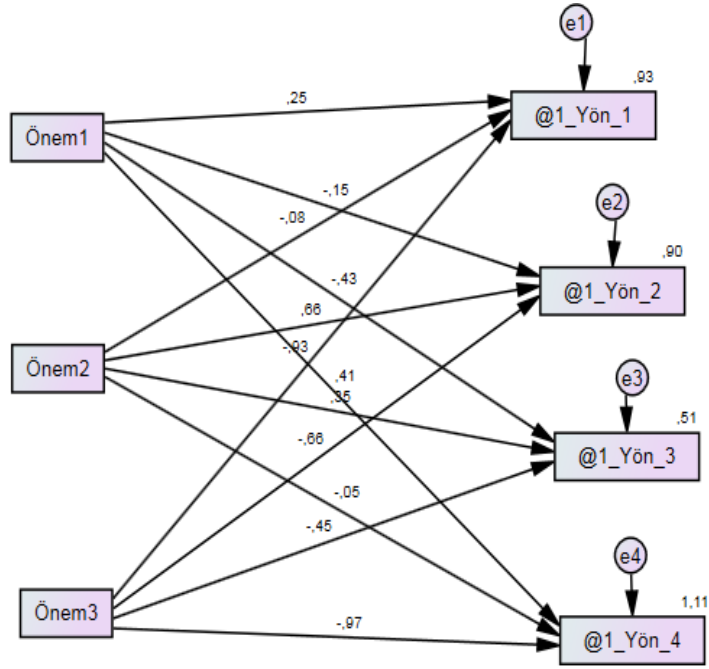 e1
,93
,25
@1_Yön_1
Önem1
-,15
e2
-,08
,90
-,43
@1_Yön_2
,66
-,93
Önem2
,41
e3
,35
,51
-,66
@1_Yön_3
-,05
-,45
e4
Önem3
1,11
-,97
@1_Yön_4